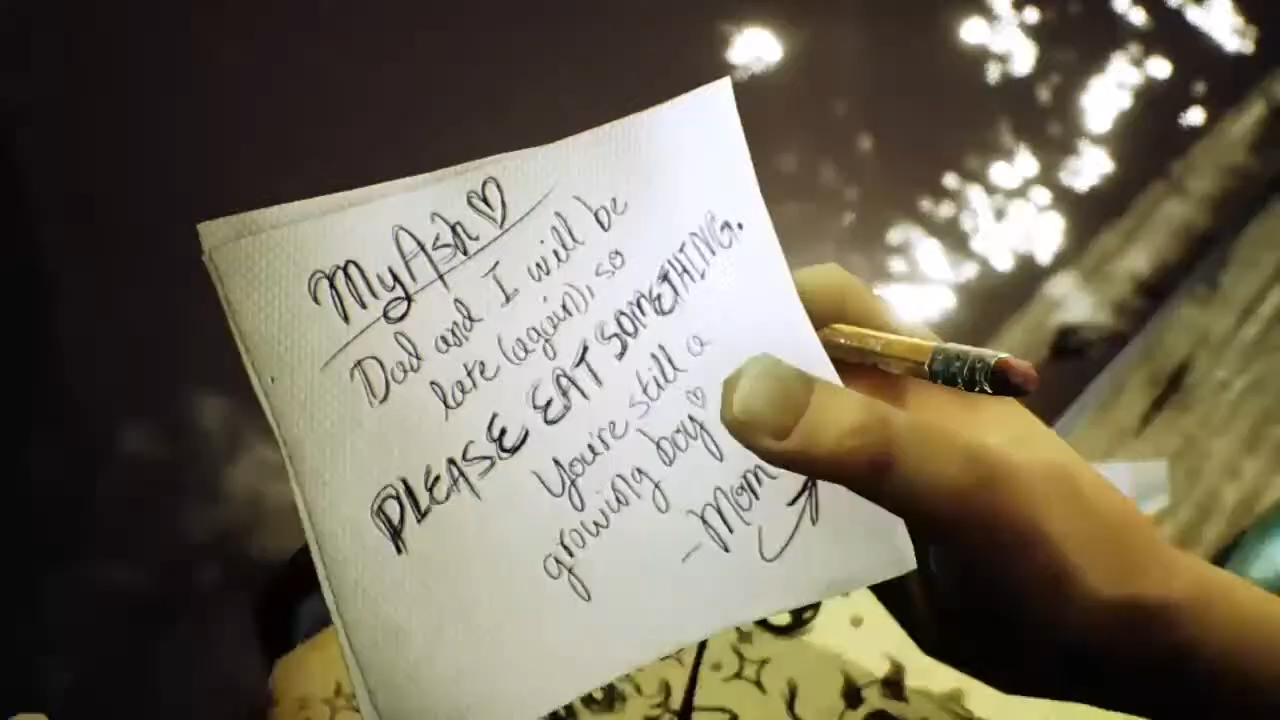 My Ash♡
Dad and I will be
late (again), so
PLEASE EAT SOMETHING.
You're still a
growing boy♡
-Mom